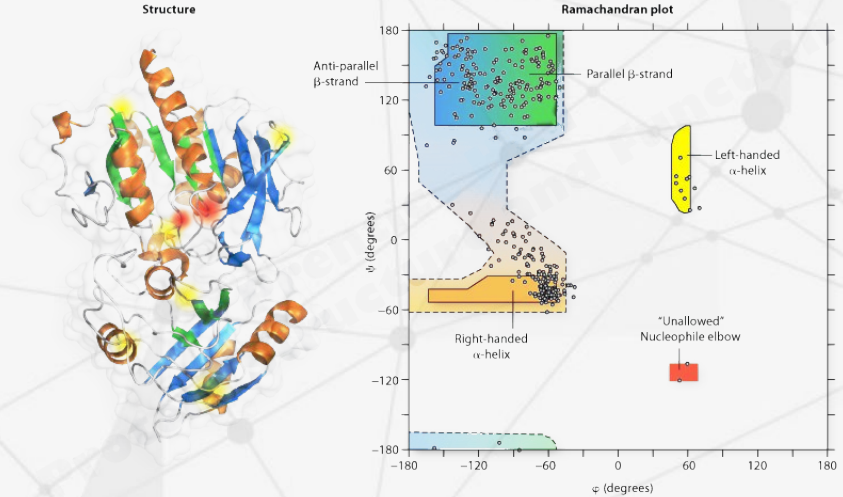 Structure
Ramachandran plot
180
120
60
0
−60
−120
−180
ψ (degrees)
Anti-parallel
β-strand
Parallel β-strand
Left-handed
α-helix
Right-handed
α-helix
"Unallowed"
Nucleophile elbow
−180
−120
−60
0
60
120
180
φ (degrees)